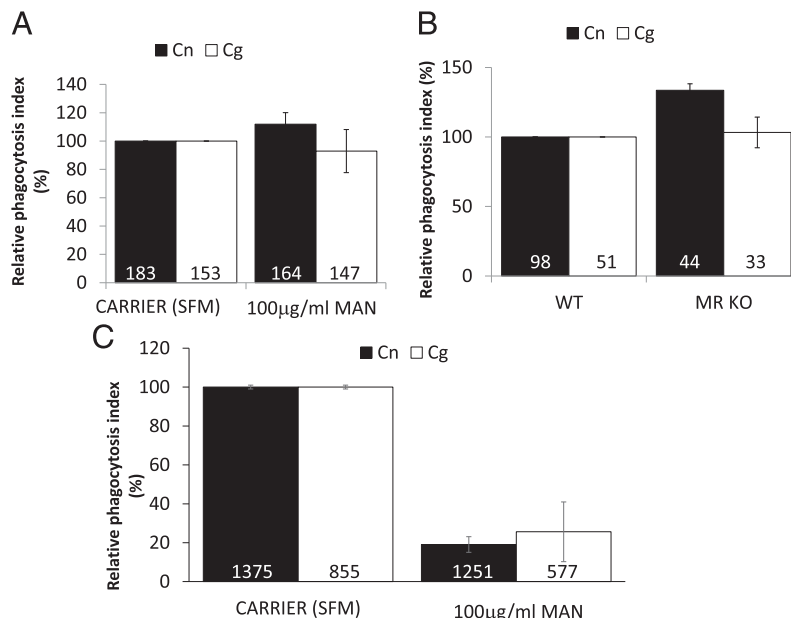 A
Cn Cg
Relative phagocytosis index
(%)
140
120
100
80
60
40
20
0
183 153 164 147
CARRIER (SFM) 100μg/ml MAN
B
Cn Cg
Relative phagocytosis index (%)
150
100
50
0
98 51 44 33
WT MR KO
C
Cn Cg
Relative phagocytosis index
(%)
120
100
80
60
40
20
0
1375 855 1251 577
CARRIER (SFM) 100μg/ml MAN